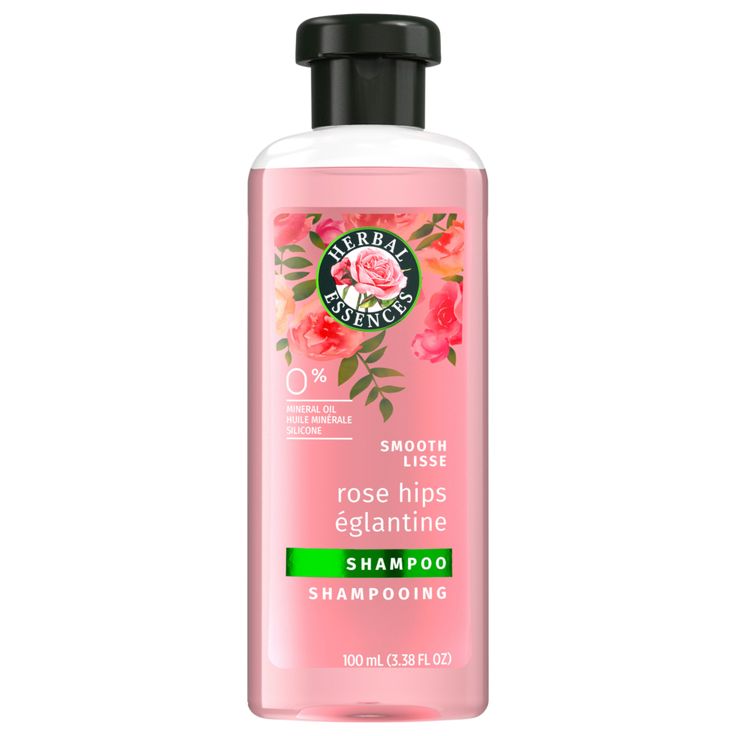 HERBAL
ESSENCES
0%
MINERAL OIL
HUILE MINÉRALE
SILICONE
SMOOTH
LISSE
rose hips
églantine
SHAMPOO
SHAMPOOING
100 mL (3.38 FL OZ)